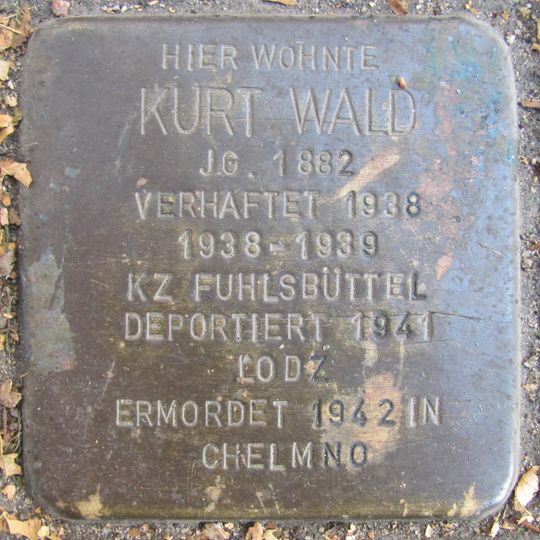 HIER WOHNTE
KURT WALD
JG. 1882
VERHAFTET 1938
1938-1939
KZ FUHLSBÜTTEL
DEPORTIERT 1941
LODZ
ERMORDET 1942 IN
CHELMNO